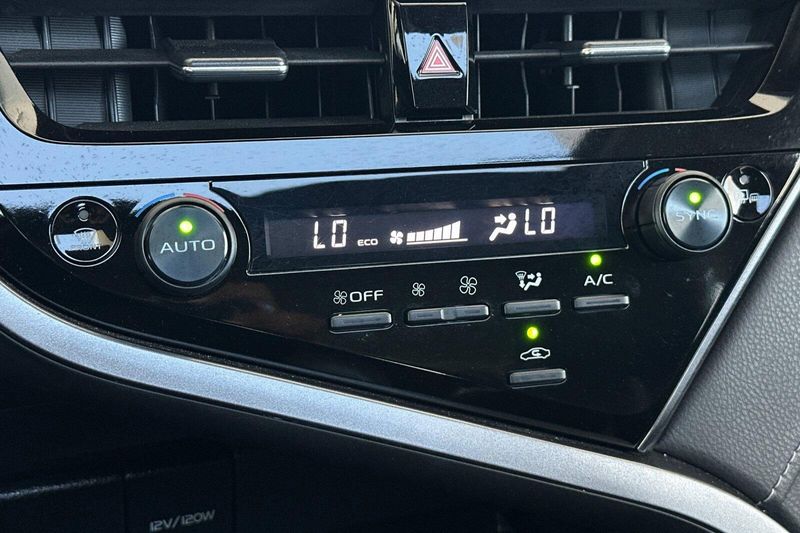 AUTO
LO ECO LO
SYNC
OFF
A/C
12V/120W